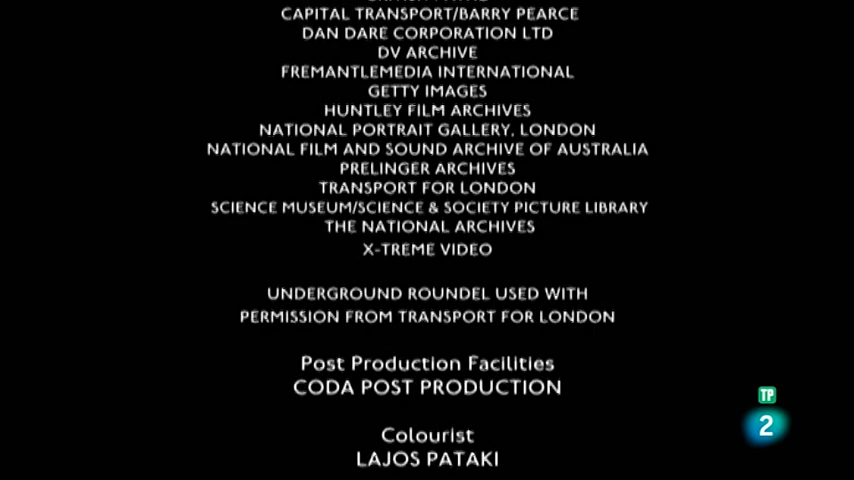 CAPITAL TRANSPORT/BARRY PEARCE
DAN DARE CORPORATION LTD
DV ARCHIVE
FREMANTLEMEDIA INTERNATIONAL
GETTY IMAGES
HUNTLEY FILM ARCHIVES
NATIONAL PORTRAIT GALLERY, LONDON
NATIONAL FILM AND SOUND ARCHIVE OF AUSTRALIA
PRELINGER ARCHIVES
TRANSPORT FOR LONDON
SCIENCE MUSEUM/SCIENCE & SOCIETY PICTURE LIBRARY
THE NATIONAL ARCHIVES
X-TREME VIDEO
UNDERGROUND ROUNDEL USED WITH
PERMISSION FROM TRANSPORT FOR LONDON
Post Production Facilities
CODA POST PRODUCTION
TP
2
Colourist
LAJOS PATAKI